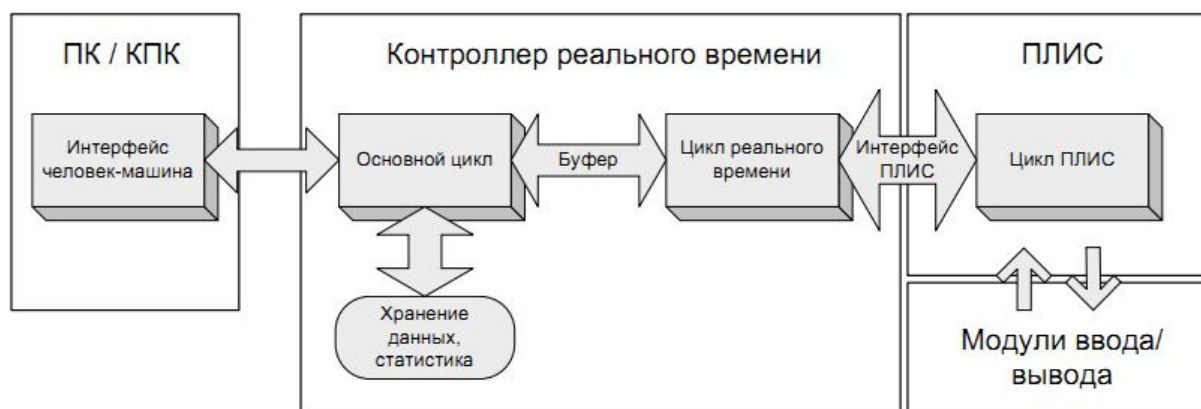 ПК / КПК
Интерфейс
человек-машина
Контроллер реального времени
Основной цикл
Буфер
Цикл реального
времени
Хранение
данных,
статистика
Интерфейс
ПЛИС
ПЛИС
Цикл ПЛИС
Модули ввода/
вывода